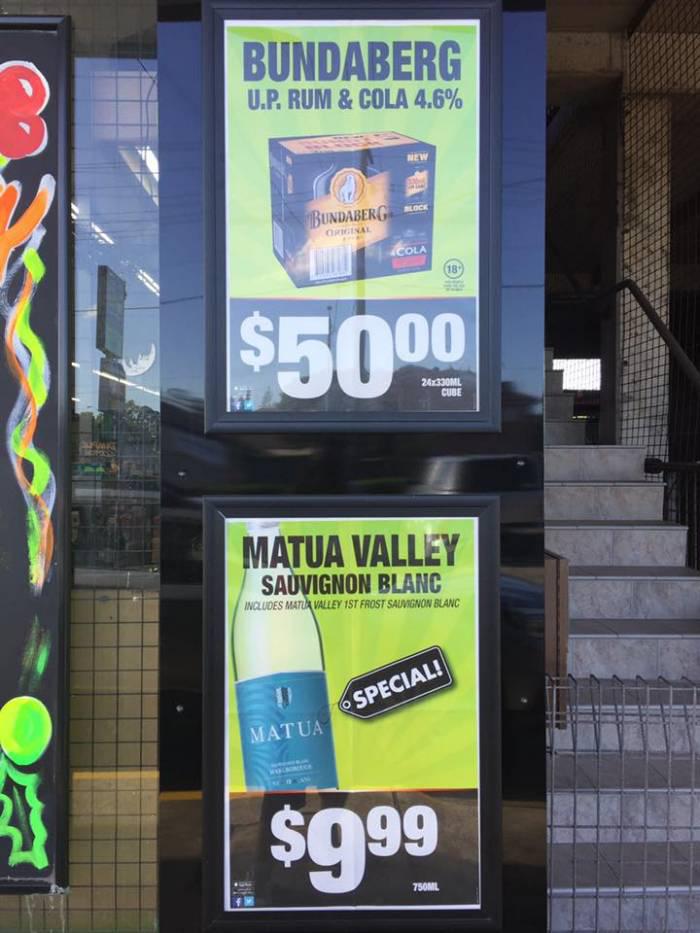 BUNDABERG
U.P. RUM & COLA 4.6%
NEW
BLOCK
BUNDABERG
ORIGINAL
COLA
18+
$50.00
24x330ML
CUBE
MATUA VALLEY
SAUVIGNON BLANC
INCLUDES MATUA VALLEY 1ST FROST SAUVIGNON BLANC
SPECIAL!
MATUA
MARLBOROUGH
$9.99
750ML